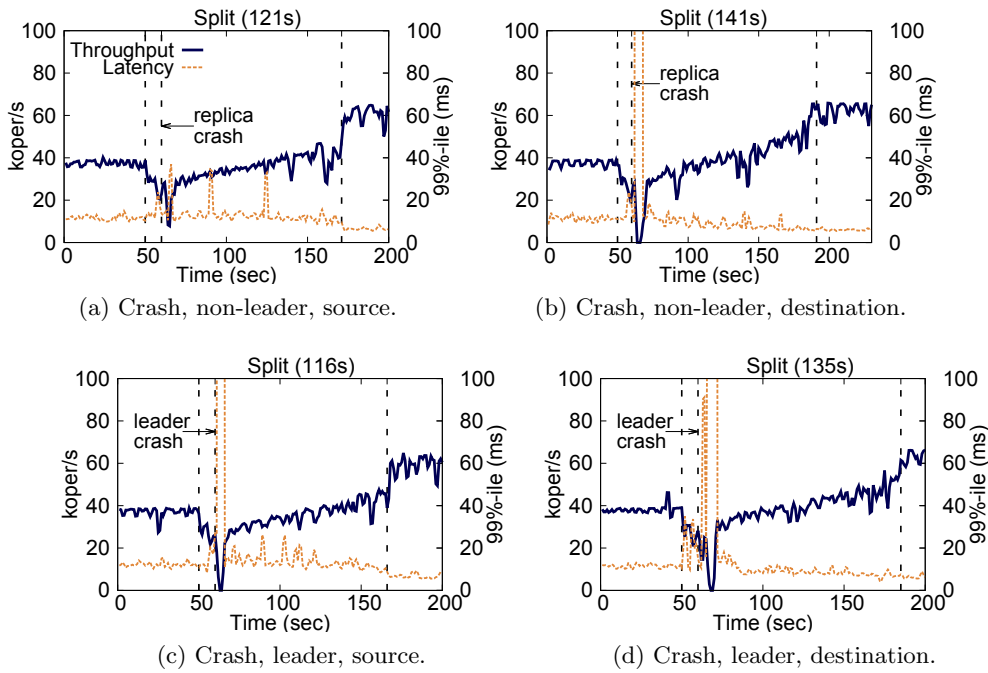 Split (121s)
100
80
60
40
20
0
koper/s
Throughput
Latency
replica
crash
100
80
60
40
20
0
99%-ile (ms)
0 50 100 150 200
Time (sec)
(a) Crash, non-leader, source.
Split (141s)
100
80
60
40
20
0
koper/s
replica
crash
100
80
60
40
20
0
99%-ile (ms)
0 50 100 150 200
Time (sec)
(b) Crash, non-leader, destination.
Split (116s)
100
80
60
40
20
0
koper/s
leader
crash
100
80
60
40
20
0
99%-ile (ms)
0 50 100 150 200
Time (sec)
(c) Crash, leader, source.
Split (135s)
100
80
60
40
20
0
koper/s
leader
crash
100
80
60
40
20
0
99%-ile (ms)
0 50 100 150 200
Time (sec)
(d) Crash, leader, destination.